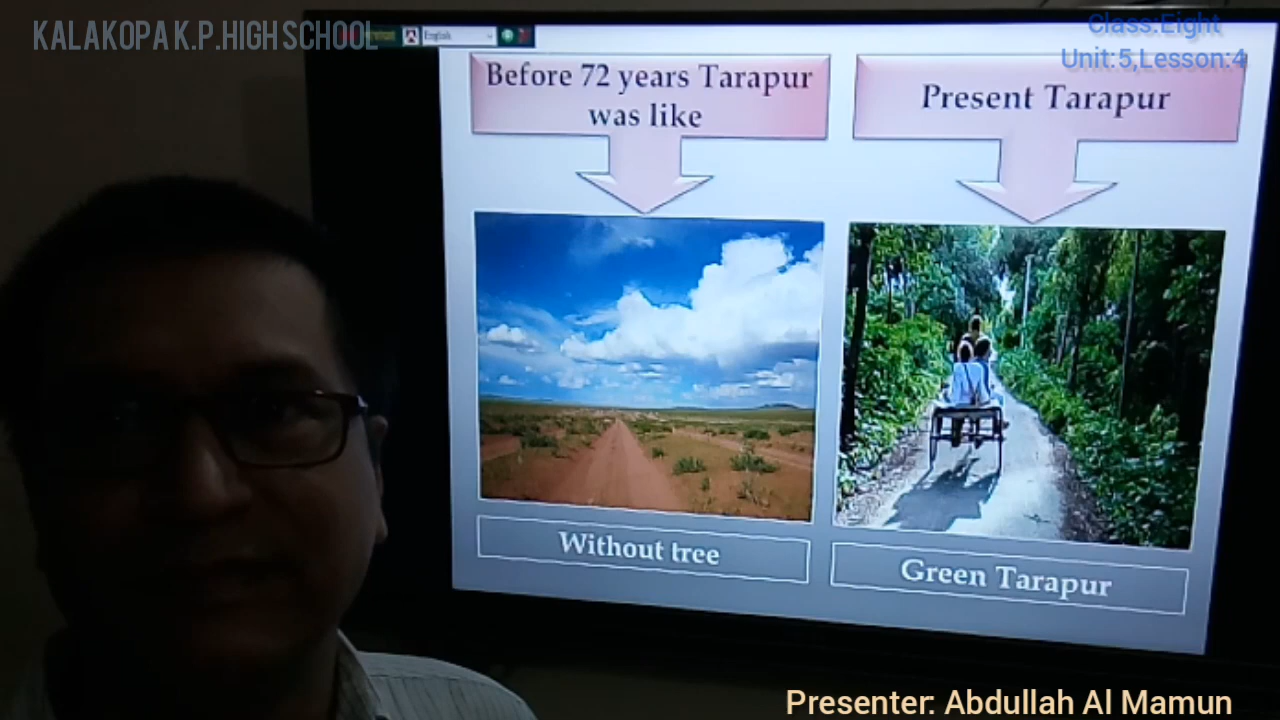 KALAKOPA K.P.HIGH SCHOOL
Class:Eight
Unit:5,Lesson:4
English
Before 72 years Tarapur
was like
Present Tarapur
Without tree
Green Tarapur
Presenter: Abdullah Al Mamun